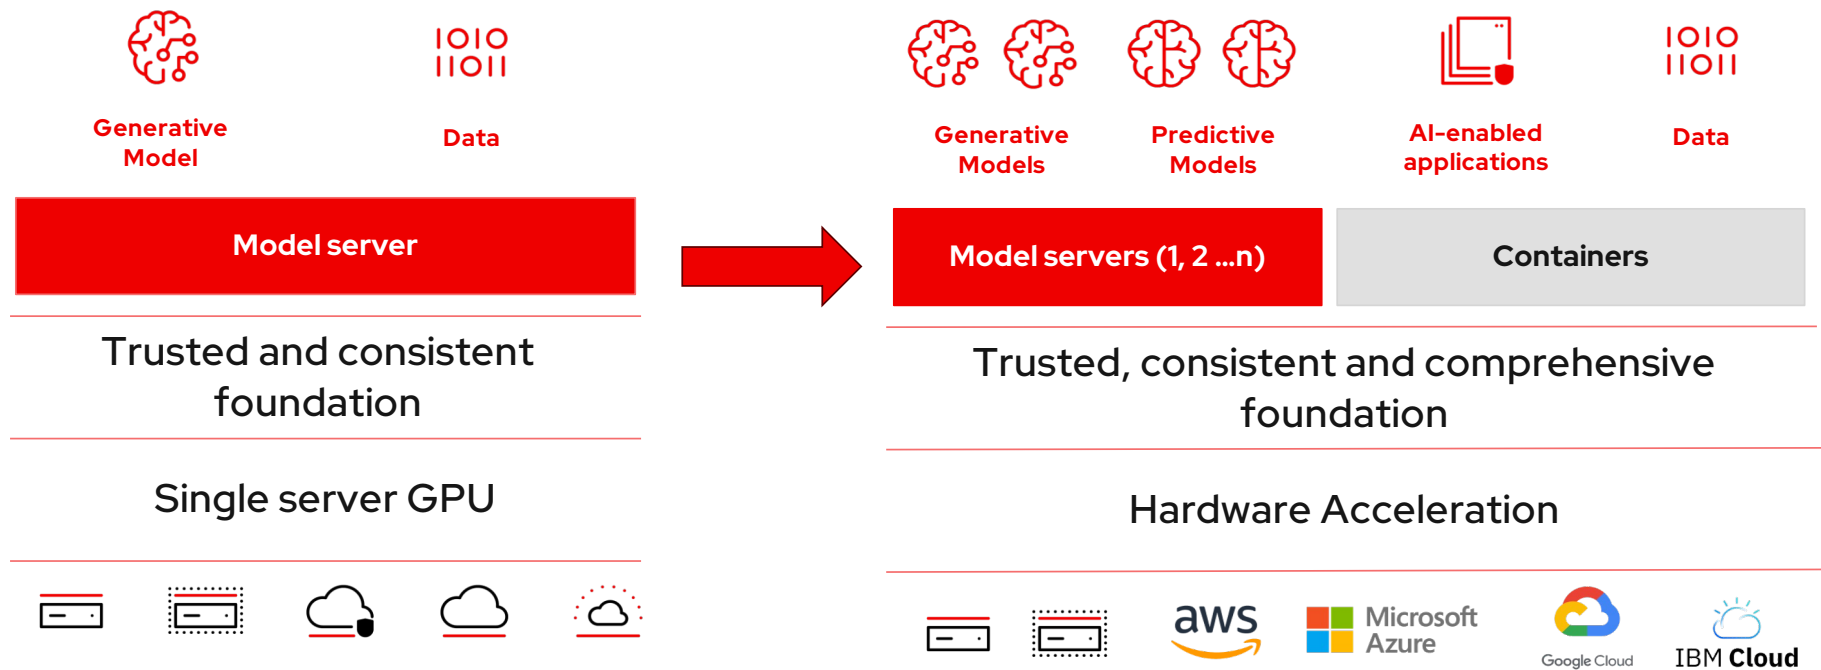 1010
11011
Generative
Model
Data
Model server
Trusted and consistent
foundation
Single server GPU
1010
11011
Generative
Models
Predictive
Models
AI-enabled
applications
Data
Model servers (1, 2 ...n)
Containers
Trusted, consistent and comprehensive
foundation
Hardware Acceleration
aws
Microsoft
Azure
Google Cloud
IBM Cloud